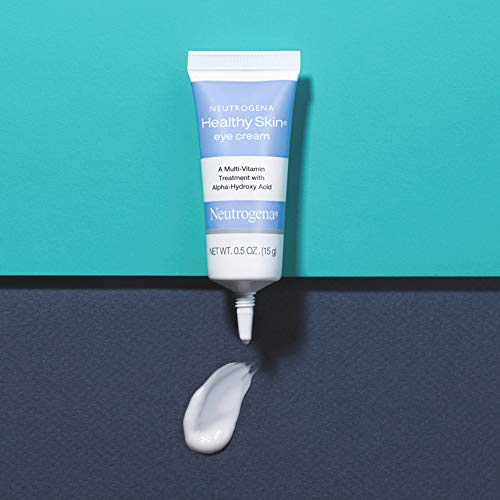 NEUTROGENA
Healthy Skin®
eye cream
A Multi-Vitamin
Treatment with
Alpha-Hydroxy Acid
Neutrogena®
NET WT. 0.5 OZ. (15 g)